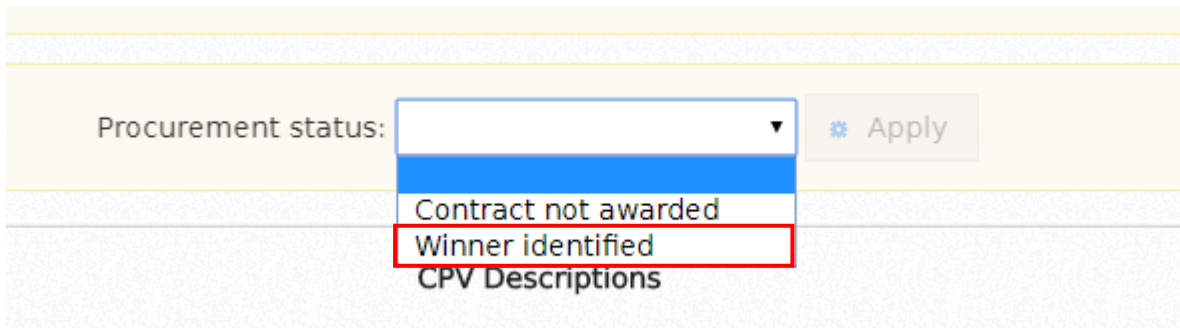 Procurement status:
Apply
Contract not awarded
Winner identified
CPV Descriptions